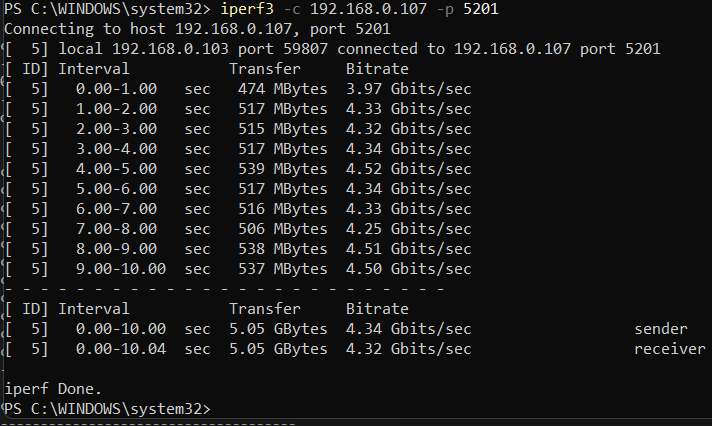 PS C:\WINDOWS\system32> iperf3 -c 192.168.0.107 -p 5201
Connecting to host 192.168.0.107, port 5201
[  5] local 192.168.0.103 port 59807 connected to 192.168.0.107 port 5201
[ ID] Interval           Transfer     Bitrate
[  5]   0.00-1.00   sec   474 MBytes  3.97 Gbits/sec
[  5]   1.00-2.00   sec   517 MBytes  4.33 Gbits/sec
[  5]   2.00-3.00   sec   515 MBytes  4.32 Gbits/sec
[  5]   3.00-4.00   sec   517 MBytes  4.34 Gbits/sec
[  5]   4.00-5.00   sec   539 MBytes  4.52 Gbits/sec
[  5]   5.00-6.00   sec   517 MBytes  4.34 Gbits/sec
[  5]   6.00-7.00   sec   516 MBytes  4.33 Gbits/sec
[  5]   7.00-8.00   sec   506 MBytes  4.25 Gbits/sec
[  5]   8.00-9.00   sec   538 MBytes  4.51 Gbits/sec
[  5]   9.00-10.00  sec   537 MBytes  4.50 Gbits/sec
- - - - - - - - - - - - - - - - - - - - - - - - -
[ ID] Interval           Transfer     Bitrate
[  5]   0.00-10.00  sec  5.05 GBytes  4.34 Gbits/sec                  sender
[  5]   0.00-10.04  sec  5.05 GBytes  4.32 Gbits/sec                  receiver
iperf Done.
PS C:\WINDOWS\system32>